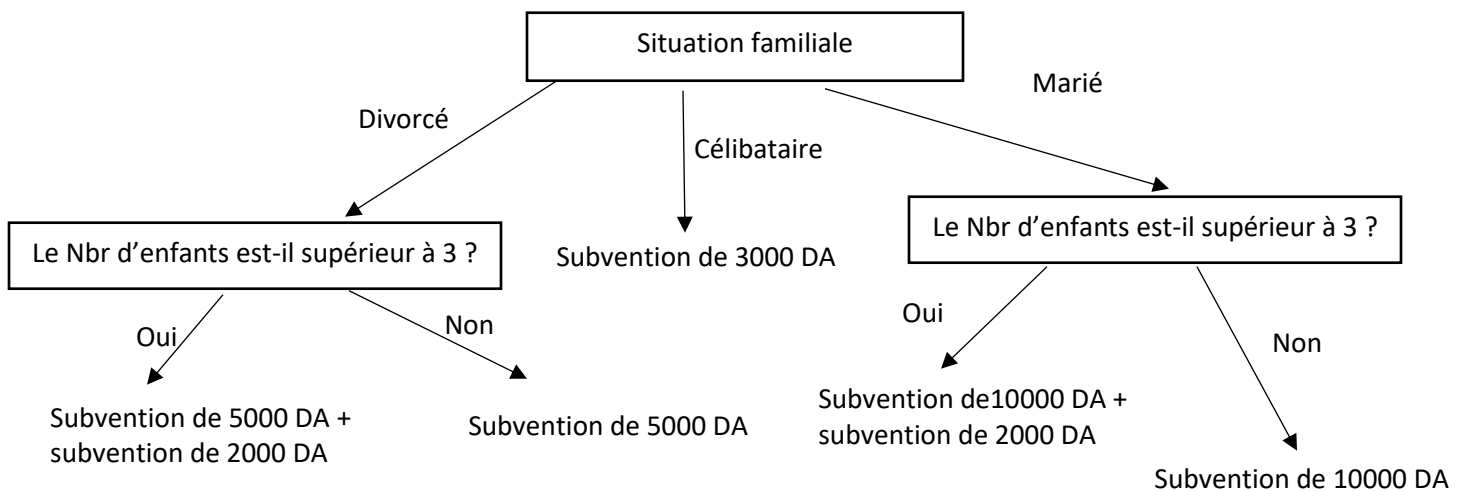 Situation familiale
Marié
Divorcé
Célibataire
Le Nbr d’enfants est-il supérieur à 3 ?
Subvention de 3000 DA
Le Nbr d’enfants est-il supérieur à 3 ?
Oui
Non
Oui
Non
Subvention de 5000 DA +
subvention de 2000 DA
Subvention de 5000 DA
Subvention de10000 DA +
subvention de 2000 DA
Subvention de 10000 DA